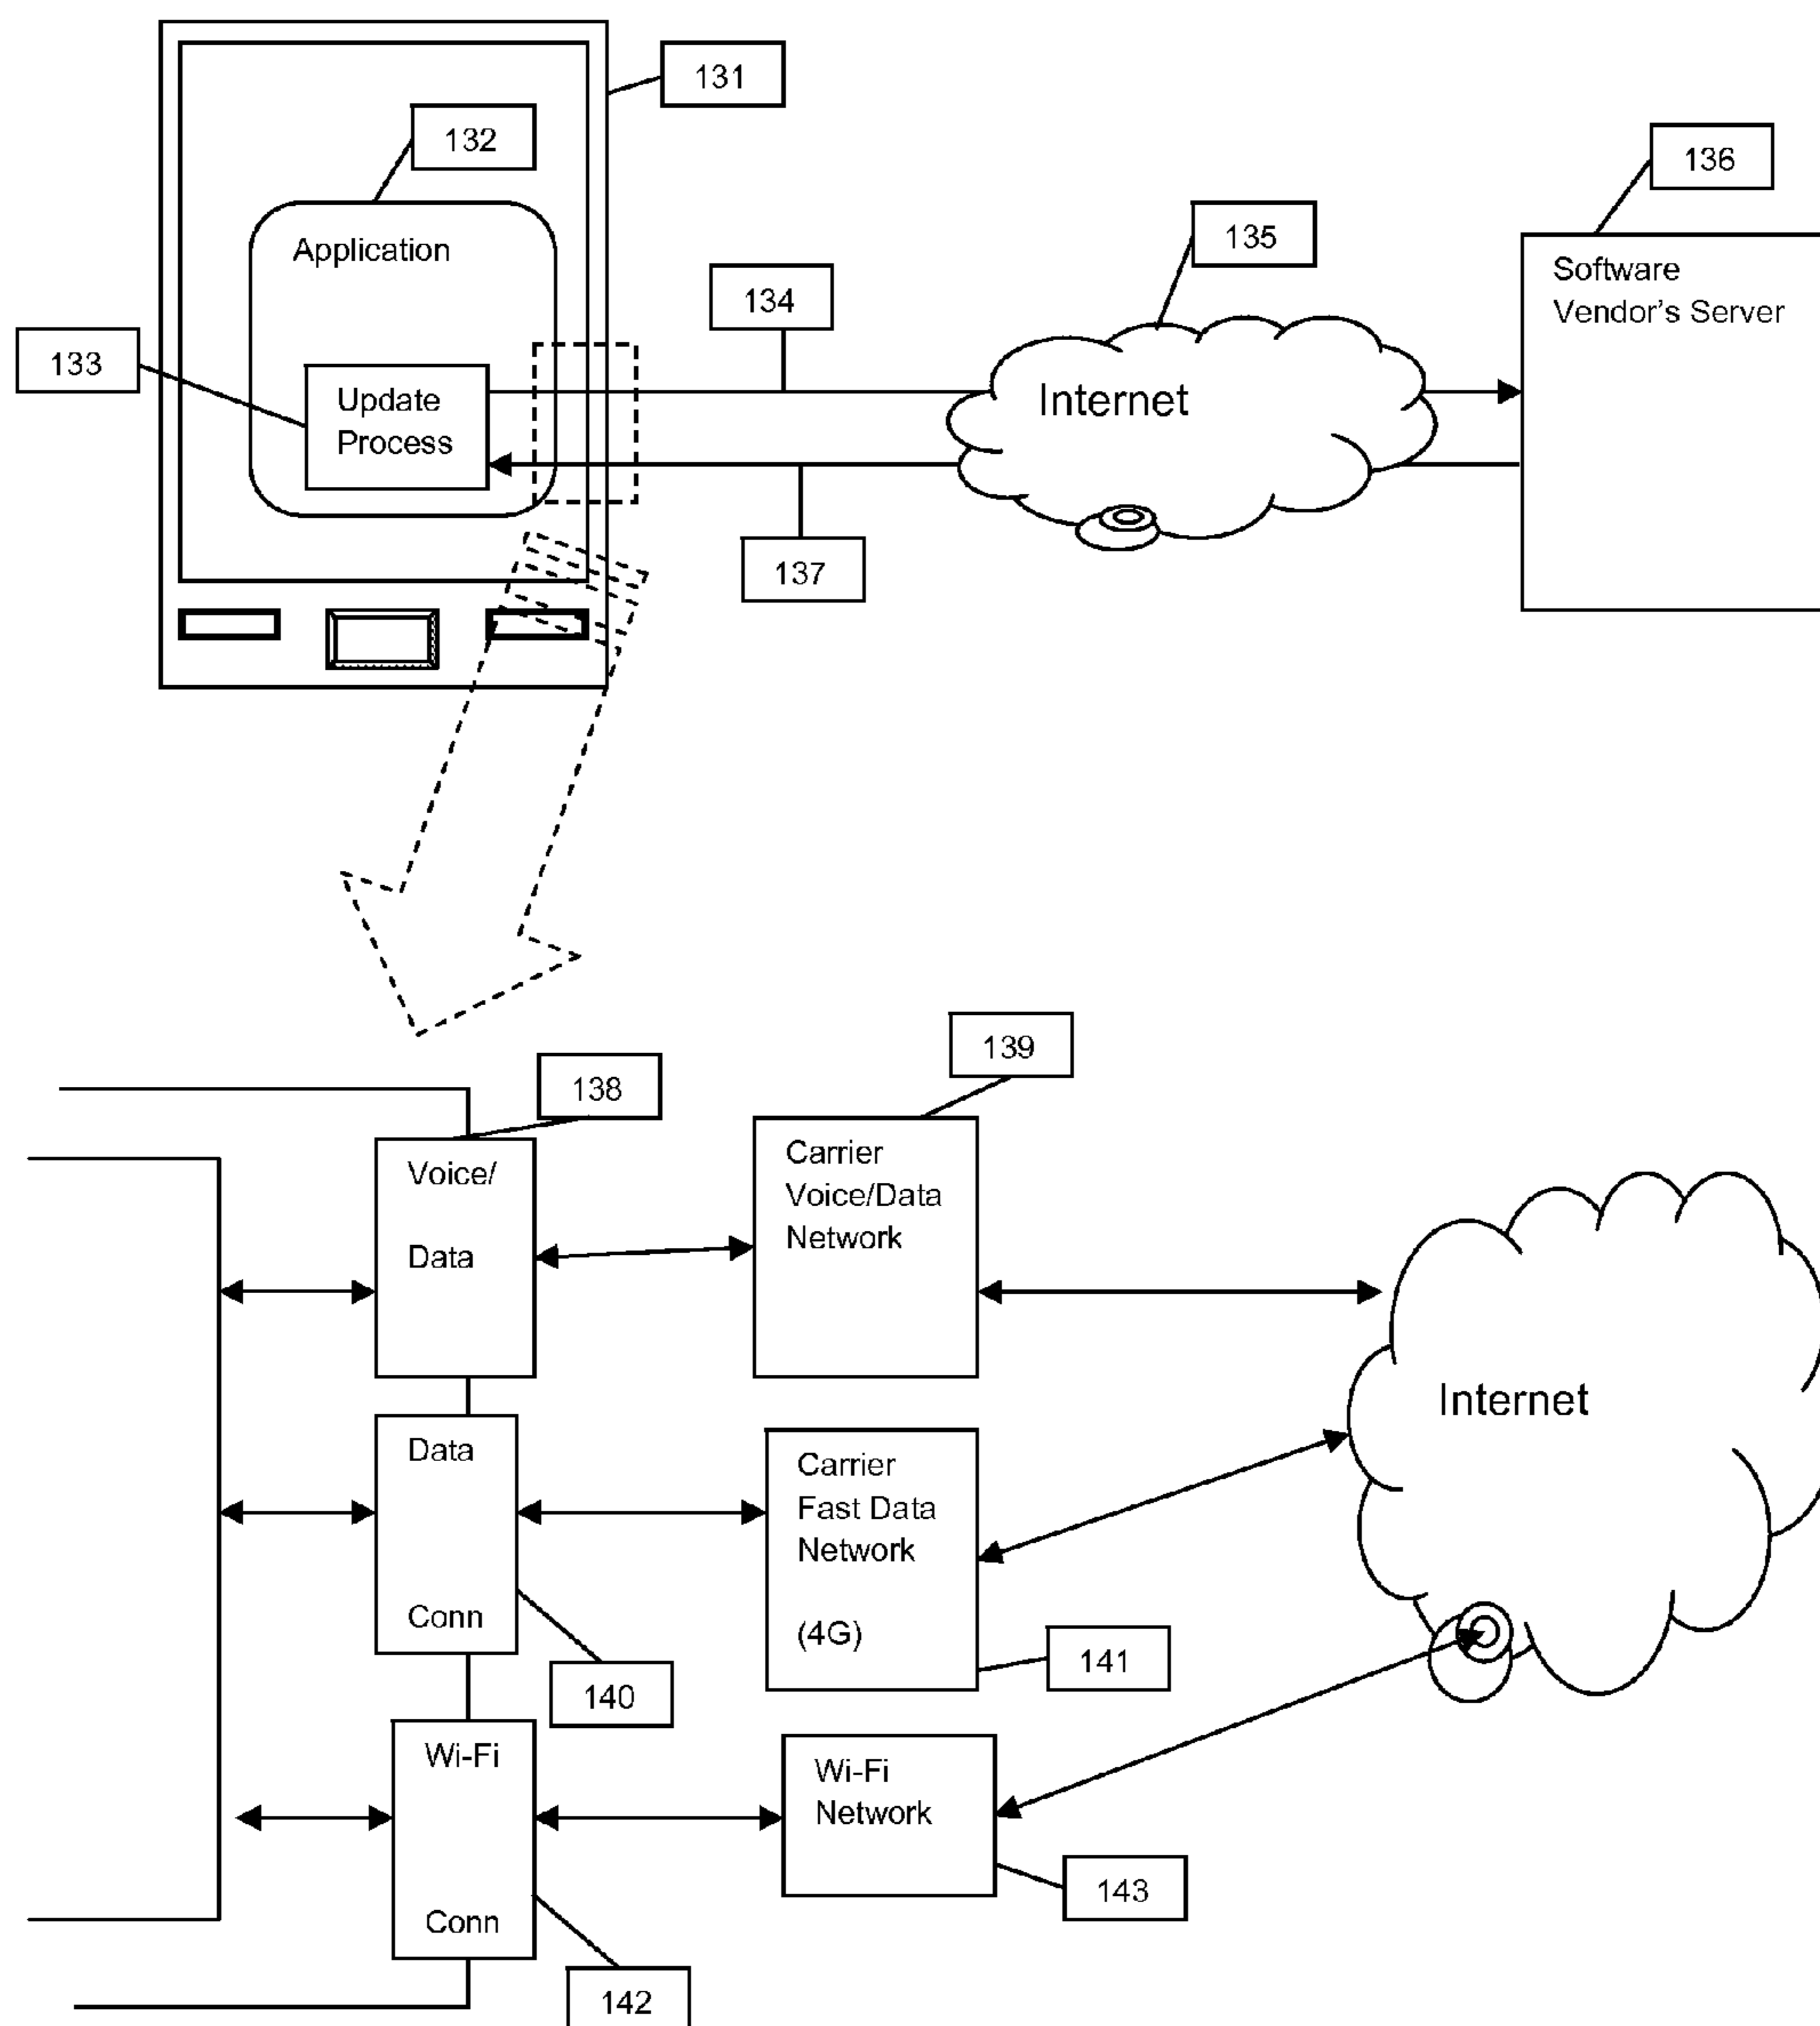 131
132
136
135
Application
Software
Vendor's Server
134
133
Update
Process
Internet
137
139
138
Carrier
Voice/Data
Network
Voice/
Data
Internet
Data
Conn
Carrier
Fast Data
Network
(4G)
141
140
Wi-Fi
Conn
Wi-Fi
Network
143
142